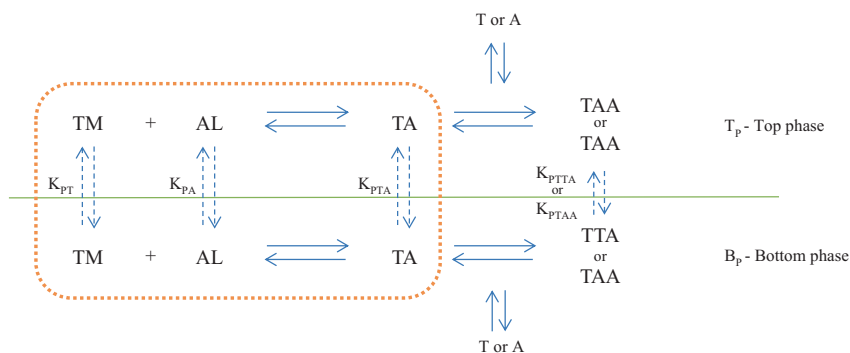 T or A
TM + AL TA TAA
or
TAA
T_P - Top phase
K_PT K_PA K_PTA K_PTTA
or
K_PTAA
TM + AL TA TTA
or
TAA
B_P - Bottom phase
T or A